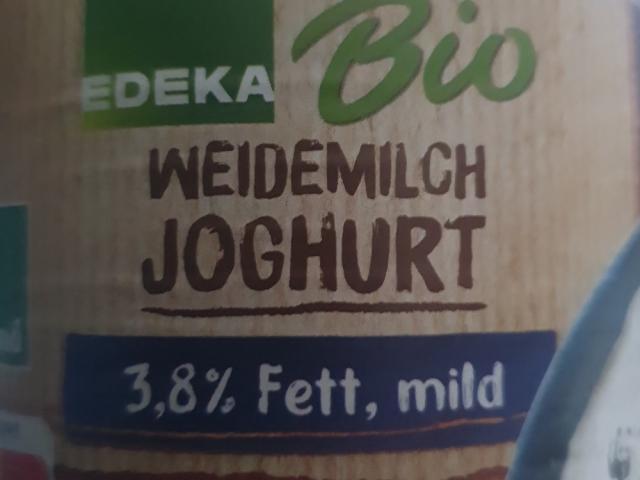 EDEKA Bio
WEIDEMILCH
JOGHURT
3,8% Fett, mild